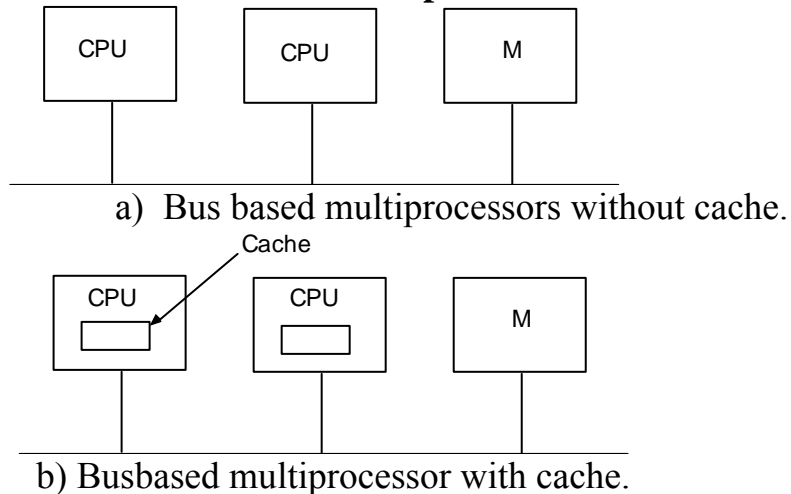 CPU CPU M
a) Bus based multiprocessors without cache.
Cache
CPU CPU M
b) Busbased multiprocessor with cache.